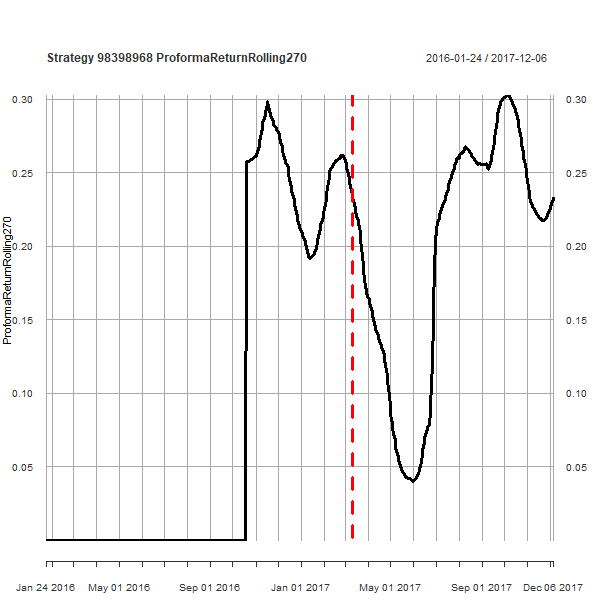 Strategy 98398968 ProformaReturnRolling270
2016-01-24 / 2017-12-06
ProformaReturnRolling270
0.30 0.30
0.25 0.25
0.20 0.20
0.15 0.15
0.10 0.10
0.05 0.05
Jan 24 2016 May 01 2016 Sep 01 2016 Jan 01 2017 May 01 2017 Sep 01 2017 Dec 06 2017